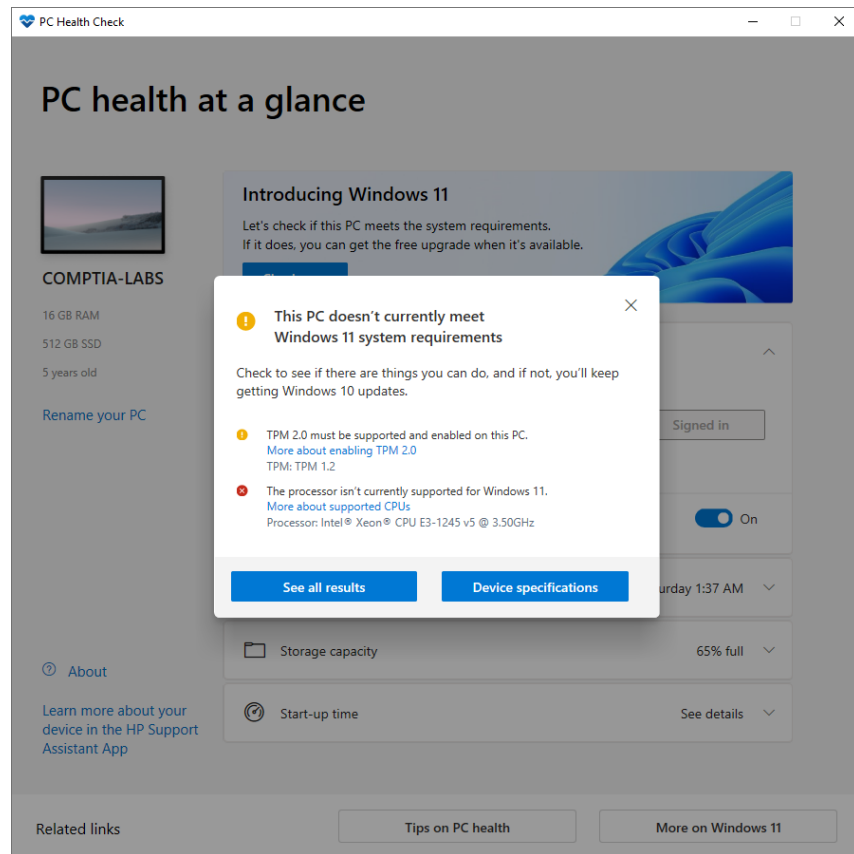 PC Health Check
PC health at a glance
COMPTIA-LABS
16 GB RAM
512 GB SSD
5 years old
Rename your PC
About
Learn more about your
device in the HP Support
Assistant App
Introducing Windows 11
Let's check if this PC meets the system requirements.
If it does, you can get the free upgrade when it's available.
This PC doesn't currently meet
Windows 11 system requirements
Check to see if there are things you can do, and if not, you'll keep
getting Windows 10 updates.
TPM 2.0 must be supported and enabled on this PC.
More about enabling TPM 2.0
TPM: TPM 1.2
The processor isn't currently supported for Windows 11.
More about supported CPUs
Processor: Intel® Xeon® CPU E3-1245 v5 @ 3.50GHz
See all results
Device specifications
Signed in
On
1:37 AM
Storage capacity
65% full
Start-up time
See details
Related links
Tips on PC health
More on Windows 11